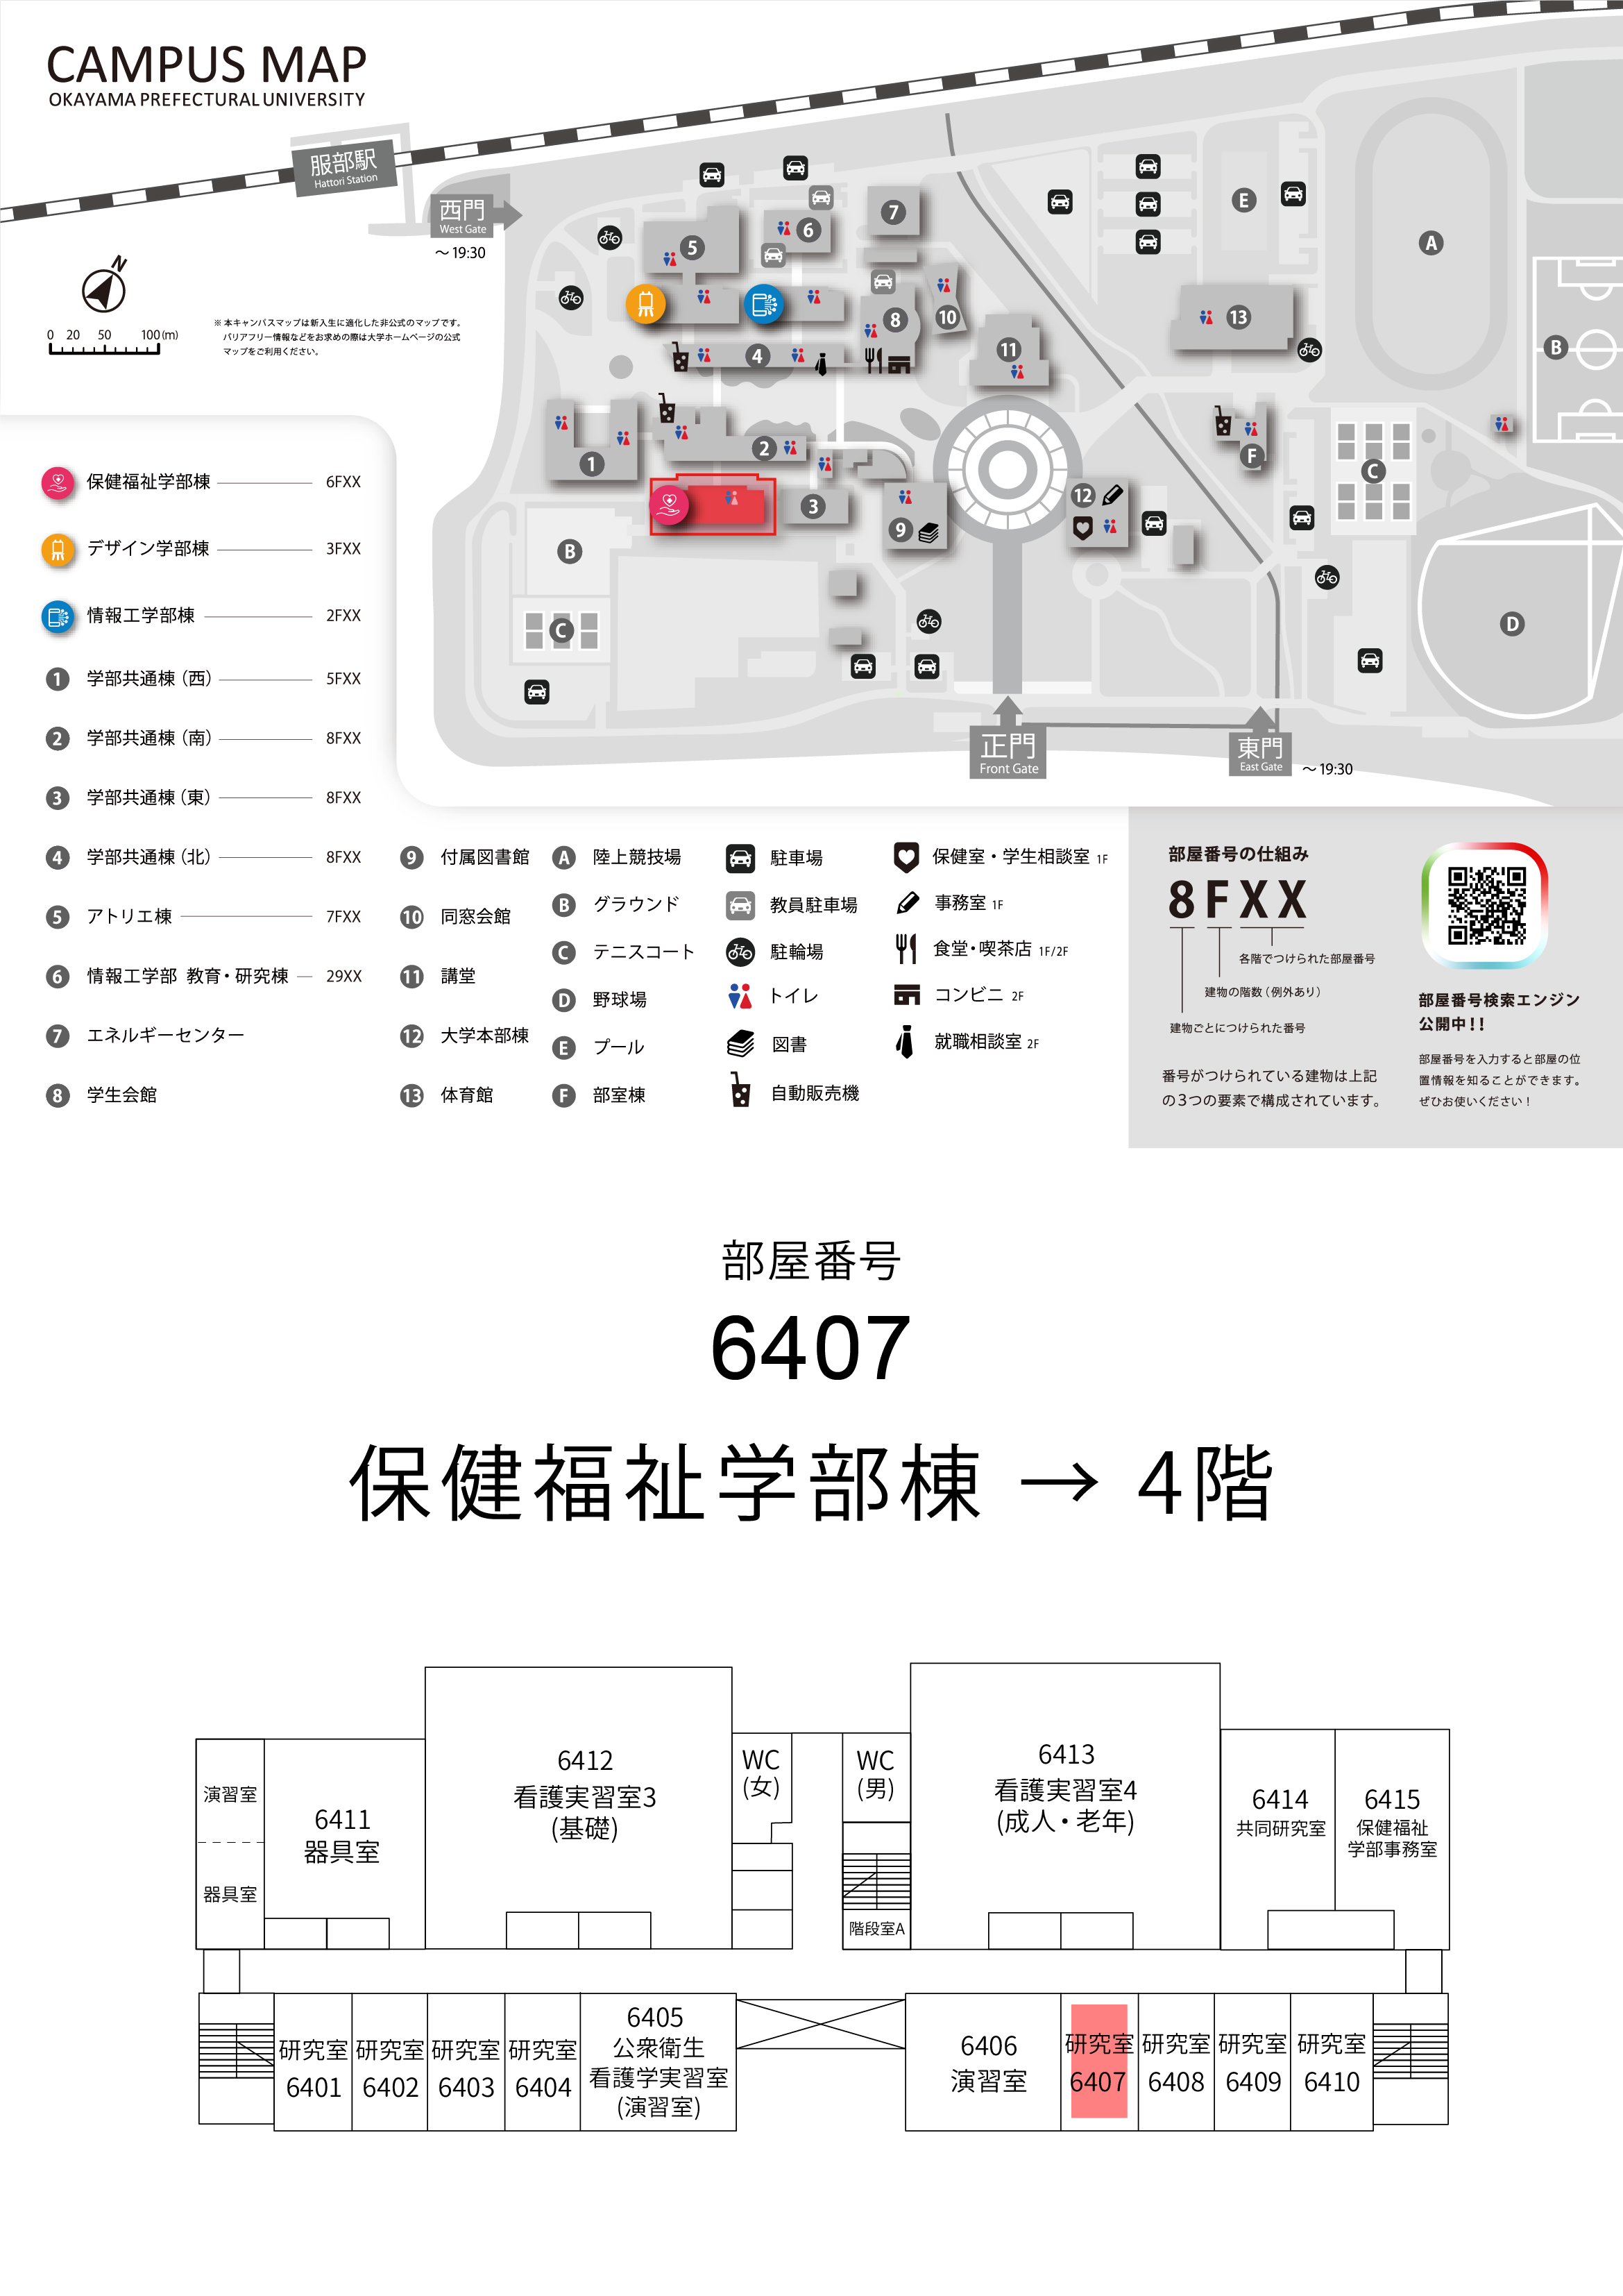 CAMPUS MAP
OKAYAMA PREFECTURAL UNIVERSITY
服部駅
Hattori Station
西門
West Gate
～19:30
N
0 20 50 100(m)
※ 本キャンパスマップは新入生に適化した非公式のマップです。
バリアフリー情報などをお求めの際は大学ホームページの公式
マップをご利用ください。
7
6
5
E
A
8
10
13
11
4
B
2
1
F
C
3
12
9
B
C
D
正門
Front Gate
東門
East Gate
～19:30
保健福祉学部棟 6FXX
デザイン学部棟 3FXX
情報工学部棟 2FXX
1 学部共通棟（西） 5FXX
2 学部共通棟（南） 8FXX
3 学部共通棟（東） 8FXX
4 学部共通棟（北） 8FXX
5 アトリエ棟 7FXX
6 情報工学部 教育・研究棟 29XX
7 エネルギーセンター
8 学生会館
9 付属図書館
10 同窓会館
11 講堂
12 大学本部棟
13 体育館
A 陸上競技場
B グラウンド
C テニスコート
D 野球場
E プール
F 部室棟
駐車場
教員駐車場
駐輪場
トイレ
図書
自動販売機
保健室・学生相談室 1F
事務室 1F
食堂・喫茶店 1F/2F
コンビニ 2F
就職相談室 2F
部屋番号の仕組み
8FXX
各階でつけられた部屋番号
建物の階数（例外あり）
建物ごとにつけられた番号
番号がつけられている建物は上記
の3つの要素で構成されています。
部屋番号検索エンジン
公開中！！
部屋番号を入力すると部屋の位
置情報を知ることができます。
ぜひお使いください！
部屋番号
6407
保健福祉学部棟 → 4階
演習室
器具室
6411
器具室
6412
看護実習室3
(基礎)
WC
(女)
WC
(男)
階段室A
6413
看護実習室4
(成人・老年)
6414
共同研究室
6415
保健福祉
学部事務室
研究室
6401
研究室
6402
研究室
6403
研究室
6404
6405
公衆衛生
看護学実習室
(演習室)
6406
演習室
研究室
6407
研究室
6408
研究室
6409
研究室
6410